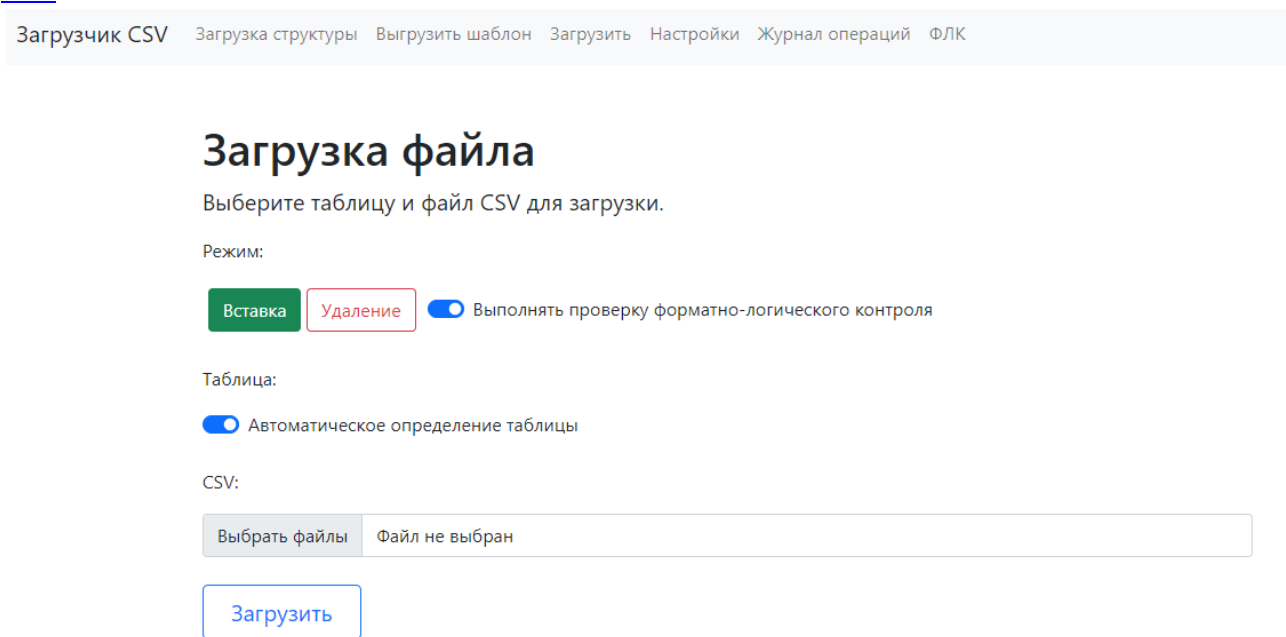 Загрузчик CSV Загрузка структуры Выгрузить шаблон Загрузить Настройки Журнал операций ФЛК
Загрузка файла
Выберите таблицу и файл CSV для загрузки.
Режим:
Вставка Удаление Выполнять проверку форматно-логического контроля
Таблица:
Автоматическое определение таблицы
CSV:
Выбрать файлы Файл не выбран
Загрузить